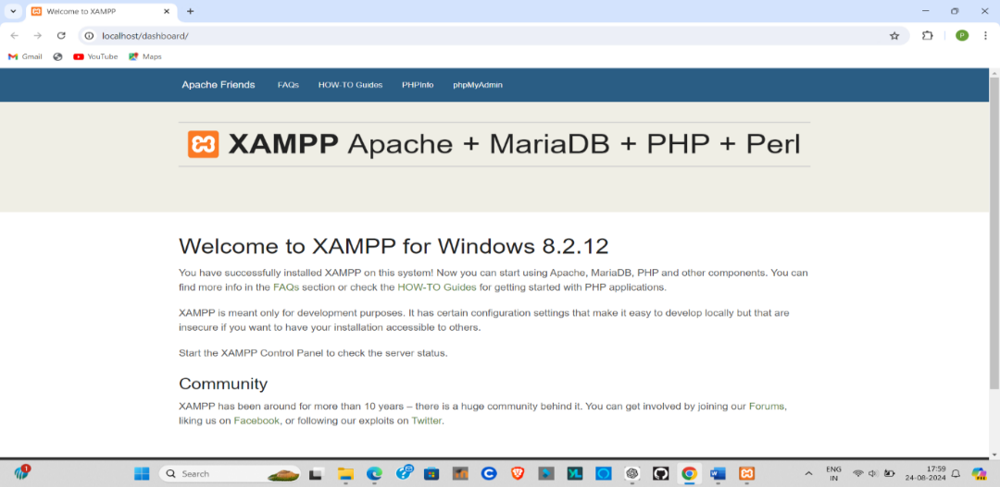 Welcome to XAMPP
localhost/dashboard/
P
Gmail
YouTube
Maps
Apache Friends FAQs HOW-TO Guides PHPInfo phpMyAdmin
XAMPP Apache + MariaDB + PHP + Perl
Welcome to XAMPP for Windows 8.2.12
You have successfully installed XAMPP on this system! Now you can start using Apache, MariaDB, PHP and other components. You can
find more info in the FAQs section or check the HOW-TO Guides for getting started with PHP applications.
XAMPP is meant only for development purposes. It has certain configuration settings that make it easy to develop locally but that are
insecure if you want to have your installation accessible to others.
Start the XAMPP Control Panel to check the server status.
Community
XAMPP has been around for more than 10 years – there is a huge community behind it. You can get involved by joining our Forums,
liking us on Facebook, or following our exploits on Twitter.
1
Search
ENG
IN
17:59
24-08-2024